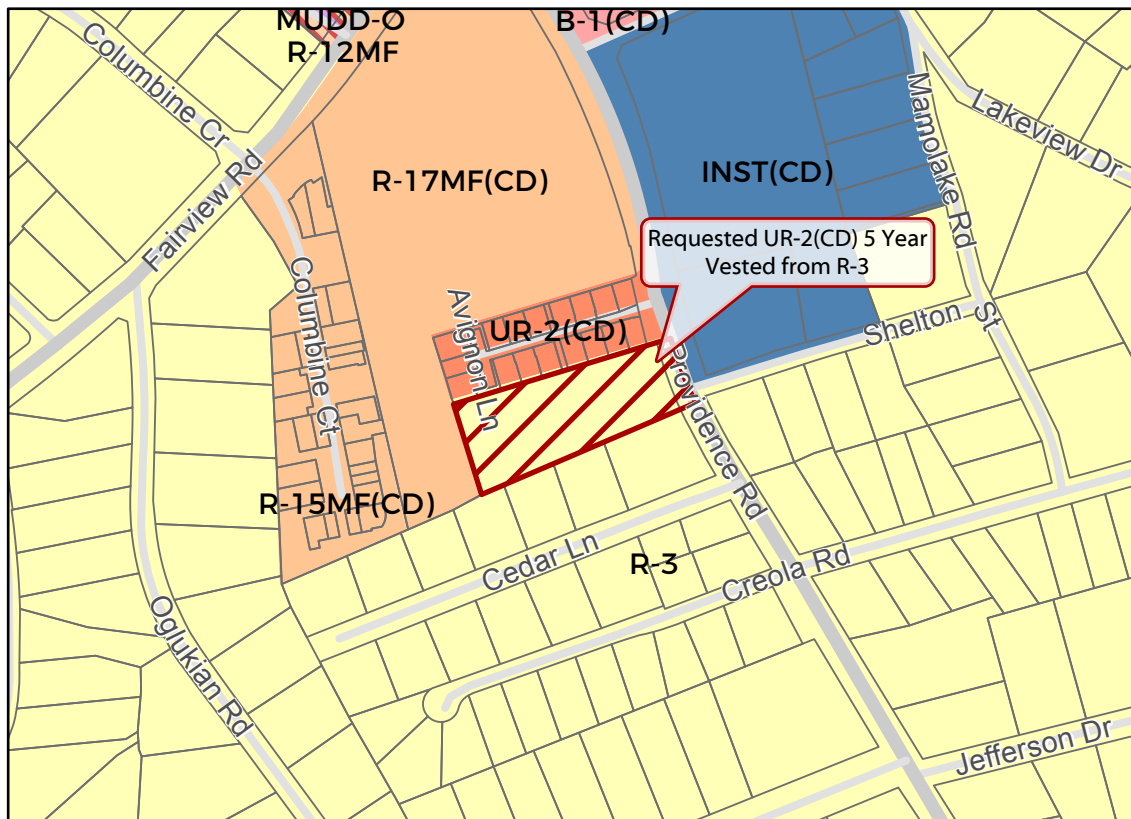 MUDD-O
R-12MF
B-1(CD)
Columbine Cr
Fairview Rd
R-17MF(CD)
INST(CD)
Mamolake Rd
Lakeview Dr
Requested UR-2(CD) 5 Year
Vested from R-3
Columbine Ct
Avignon Ln
UR-2(CD)
Shelton St
Providence Rd
R-15MF(CD)
Cedar Ln
R-3
Creola Rd
Oglukian Rd
Jefferson Dr